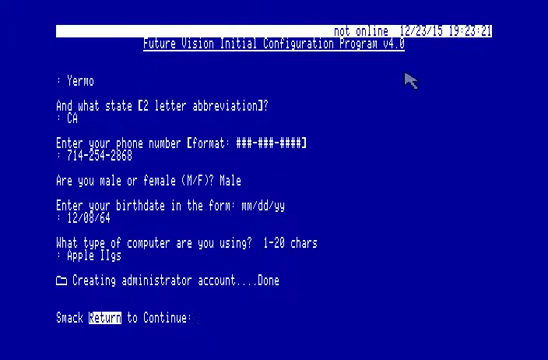 not online  12/23/15 19:23:21
Future Vision Initial Configuration Program v4.0
: Yermo
And what state [2 letter abbreviation]?
: CA
Enter your phone number [format: ###-###-####]
: 714-254-2868
Are you male or female (M/F)? Male
Enter your birthdate in the form: mm/dd/yy
: 12/08/64
What type of computer are you using?  1-20 chars
: Apple IIgs
Creating administrator account....Done
Smack Return to Continue: